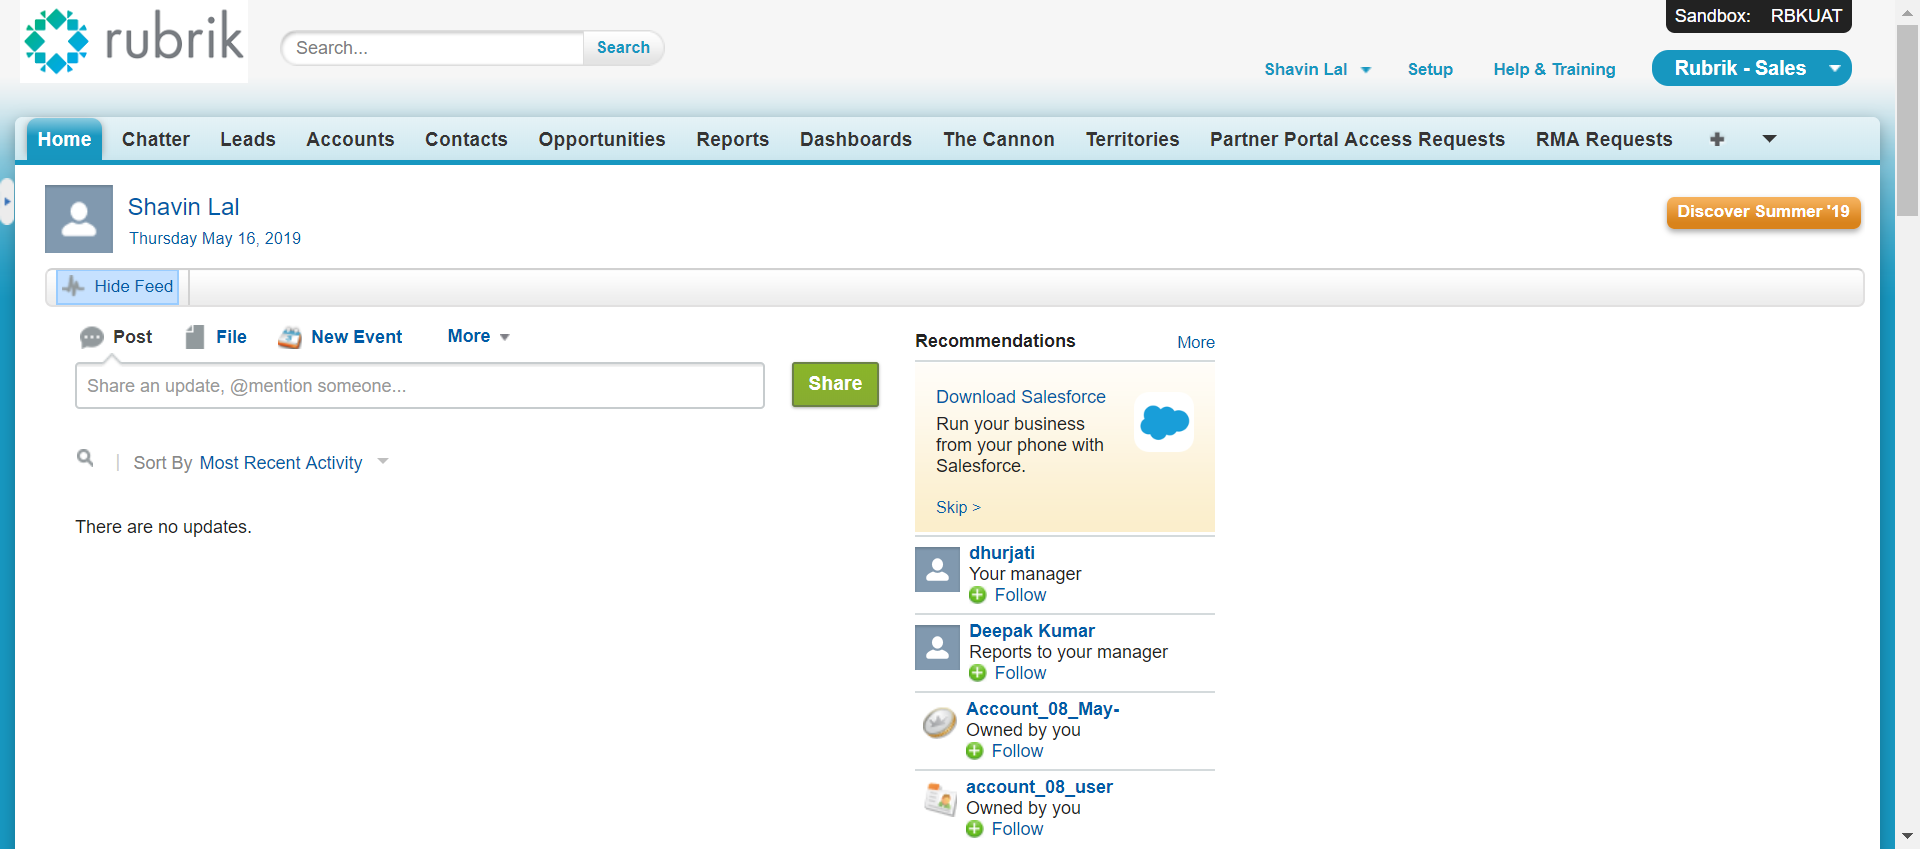 rubrik
Search...
Search
Sandbox: RBKUAT
Shavin Lal
Setup
Help & Training
Rubrik - Sales
Home
Chatter
Leads
Accounts
Contacts
Opportunities
Reports
Dashboards
The Cannon
Territories
Partner Portal Access Requests
RMA Requests
Shavin Lal
Thursday May 16, 2019
Discover Summer '19
Hide Feed
Post
File
New Event
More
Share an update, @mention someone...
Share
Sort By Most Recent Activity
There are no updates.
Recommendations
More
Download Salesforce
Run your business
from your phone with
Salesforce.
Skip >
dhurjati
Your manager
Follow
Deepak Kumar
Reports to your manager
Follow
Account_08_May-
Owned by you
Follow
account_08_user
Owned by you
Follow